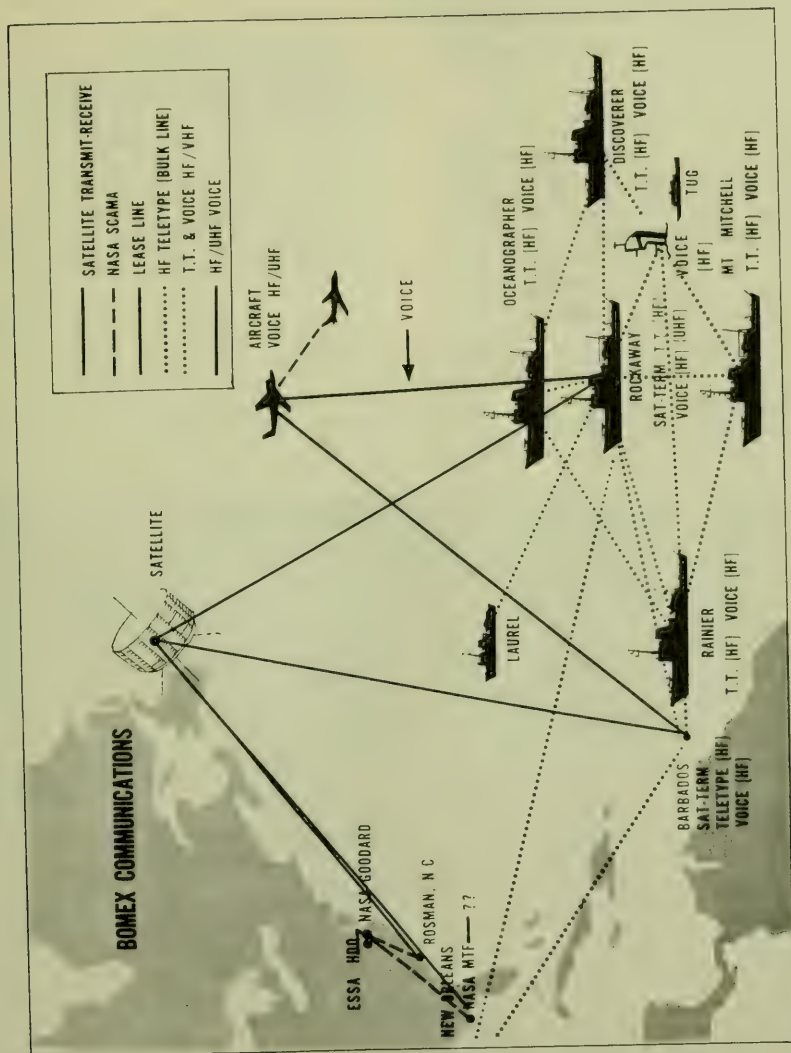 BOMEX COMMUNICATIONS
SATELLITE TRANSMIT-RECEIVE
NASA SCAMA
LEASE LINE
HF TELETYPE (BULK LINE)
T.T. & VOICE HF/VHF
HF/UHF VOICE
SATELLITE
AIRCRAFT
VOICE HF/UHF
VOICE
ESSA HDQ
NASA GODDARD
ROSMAN, N C
NEW ORLEANS
NASA MTF — ??
LAUREL
OCEANOGRAPHER
T.T. (HF) VOICE (HF)
DISCOVERER
T.T. (HF) VOICE (HF)
ROCKAWAY
SAT-TERM T.T. (HF)
VOICE (HF) (UHF)
VOICE
(HF)
TUG
MT MITCHELL
T.T. (HF) VOICE (HF)
RAINIER
T.T. (HF) VOICE (HF)
BARBADOS
SAT-TERM
TELETYPE (HF)
VOICE (HF)